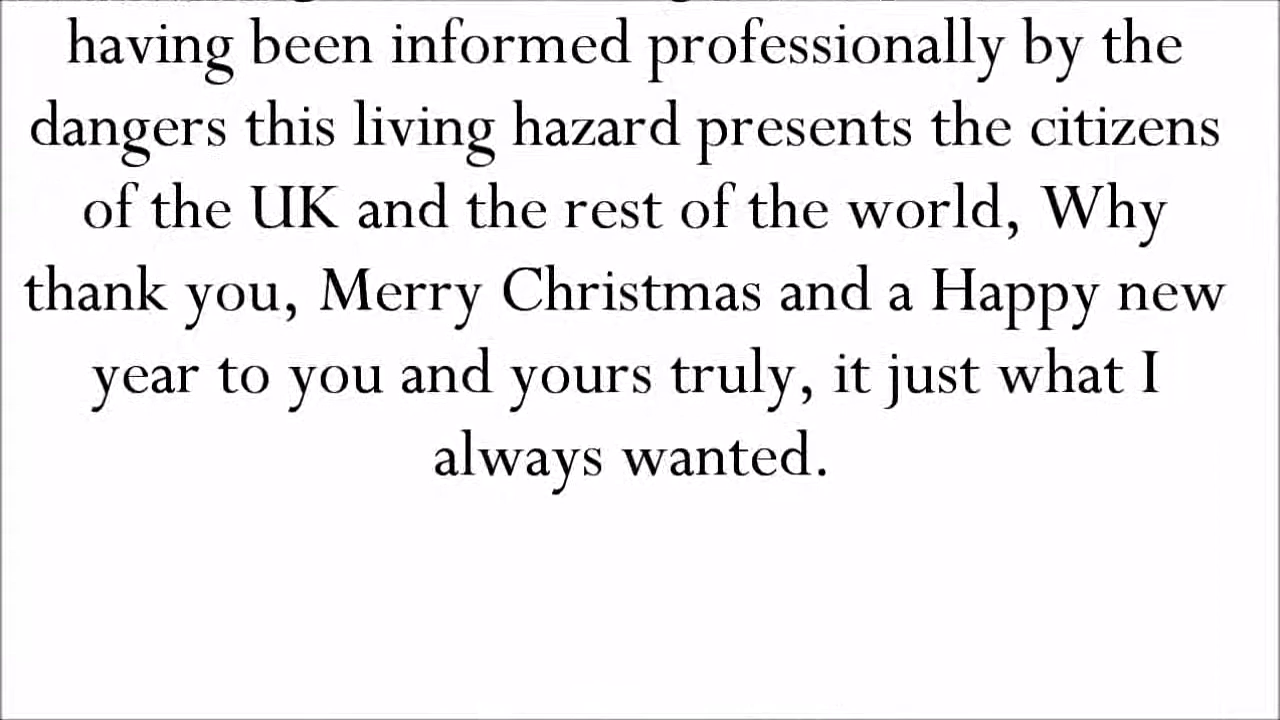 having been informed professionally by the
dangers this living hazard presents the citizens
of the UK and the rest of the world, Why
thank you, Merry Christmas and a Happy new
year to you and yours truly, it just what I
always wanted.